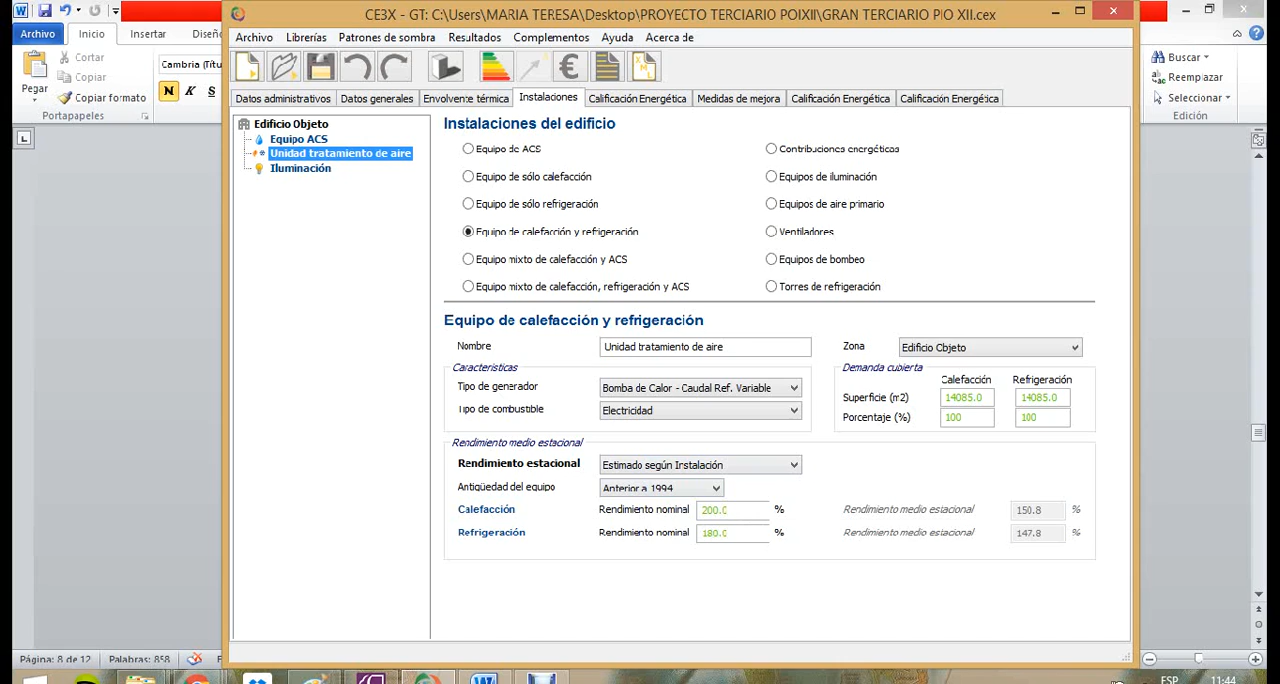 CE3X - GT: C:\Users\MARIA TERESA\Desktop\PROYECTO TERCIARIO POIXII\GRAN TERCIARIO PIO XII.cex
Archivo Inicio Insertar Diseño
Archivo Librerías Patrones de sombra Resultados Complementos Ayuda Acerca de
Pegar
Cortar
Copiar
Copiar formato
Portapapeles
Cambria (Títu
N K S
Buscar
Reemplazar
Seleccionar
Edición
Datos administrativos Datos generales Envolvente térmica Instalaciones Calificación Energética Medidas de mejora Calificación Energética Calificación Energética
Edificio Objeto
Equipo ACS
Unidad tratamiento de aire
Iluminación
Instalaciones del edificio
Equipo de ACS Contribuciones energéticas
Equipo de sólo calefacción Equipos de iluminación
Equipo de sólo refrigeración Equipos de aire primario
Equipo de calefacción y refrigeración Ventiladores
Equipo mixto de calefacción y ACS Equipos de bombeo
Equipo mixto de calefacción, refrigeración y ACS Torres de refrigeración
Equipo de calefacción y refrigeración
Nombre Unidad tratamiento de aire Zona Edificio Objeto
Características Demanda cubierta
Tipo de generador Bomba de Calor - Caudal Ref. Variable
Tipo de combustible Electricidad
Calefacción Refrigeración
Superficie (m2) 14085.0 14085.0
Porcentaje (%) 100 100
Rendimiento medio estacional
Rendimiento estacional Estimado según Instalación
Antigüedad del equipo Anterior a 1994
Calefacción Rendimiento nominal 200.0 % Rendimiento medio estacional 150.8 %
Refrigeración Rendimiento nominal 180.0 % Rendimiento medio estacional 147.8 %
Página: 8 de 12 Palabras: 858
ESP 11:44